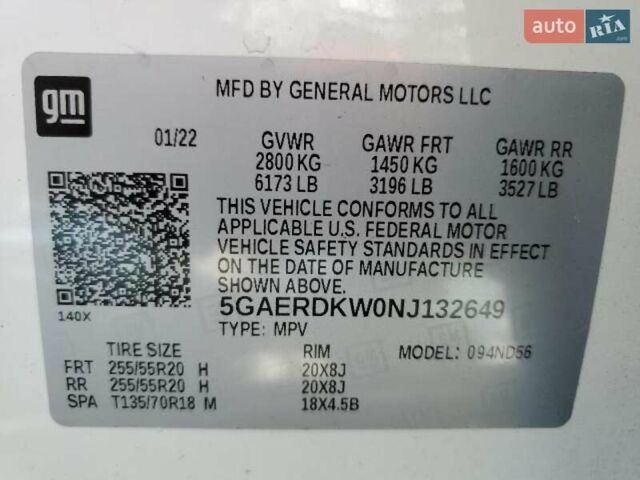 auto RIA.com
gm
MFD BY GENERAL MOTORS LLC
01/22 GVWR GAWR FRT GAWR RR
2800 KG 1450 KG 1600 KG
6173 LB 3196 LB 3527 LB
THIS VEHICLE CONFORMS TO ALL
APPLICABLE U.S. FEDERAL MOTOR
VEHICLE SAFETY STANDARDS IN EFFECT
ON THE DATE OF MANUFACTURE
SHOWN ABOVE.
5GAERDKW0NJ132649
140X
TYPE: MPV
TIRE SIZE RIM MODEL: 094ND56
FRT 255/55R20 H 20X8J
RR 255/55R20 H 20X8J
SPA T135/70R18 M 18X4.5B